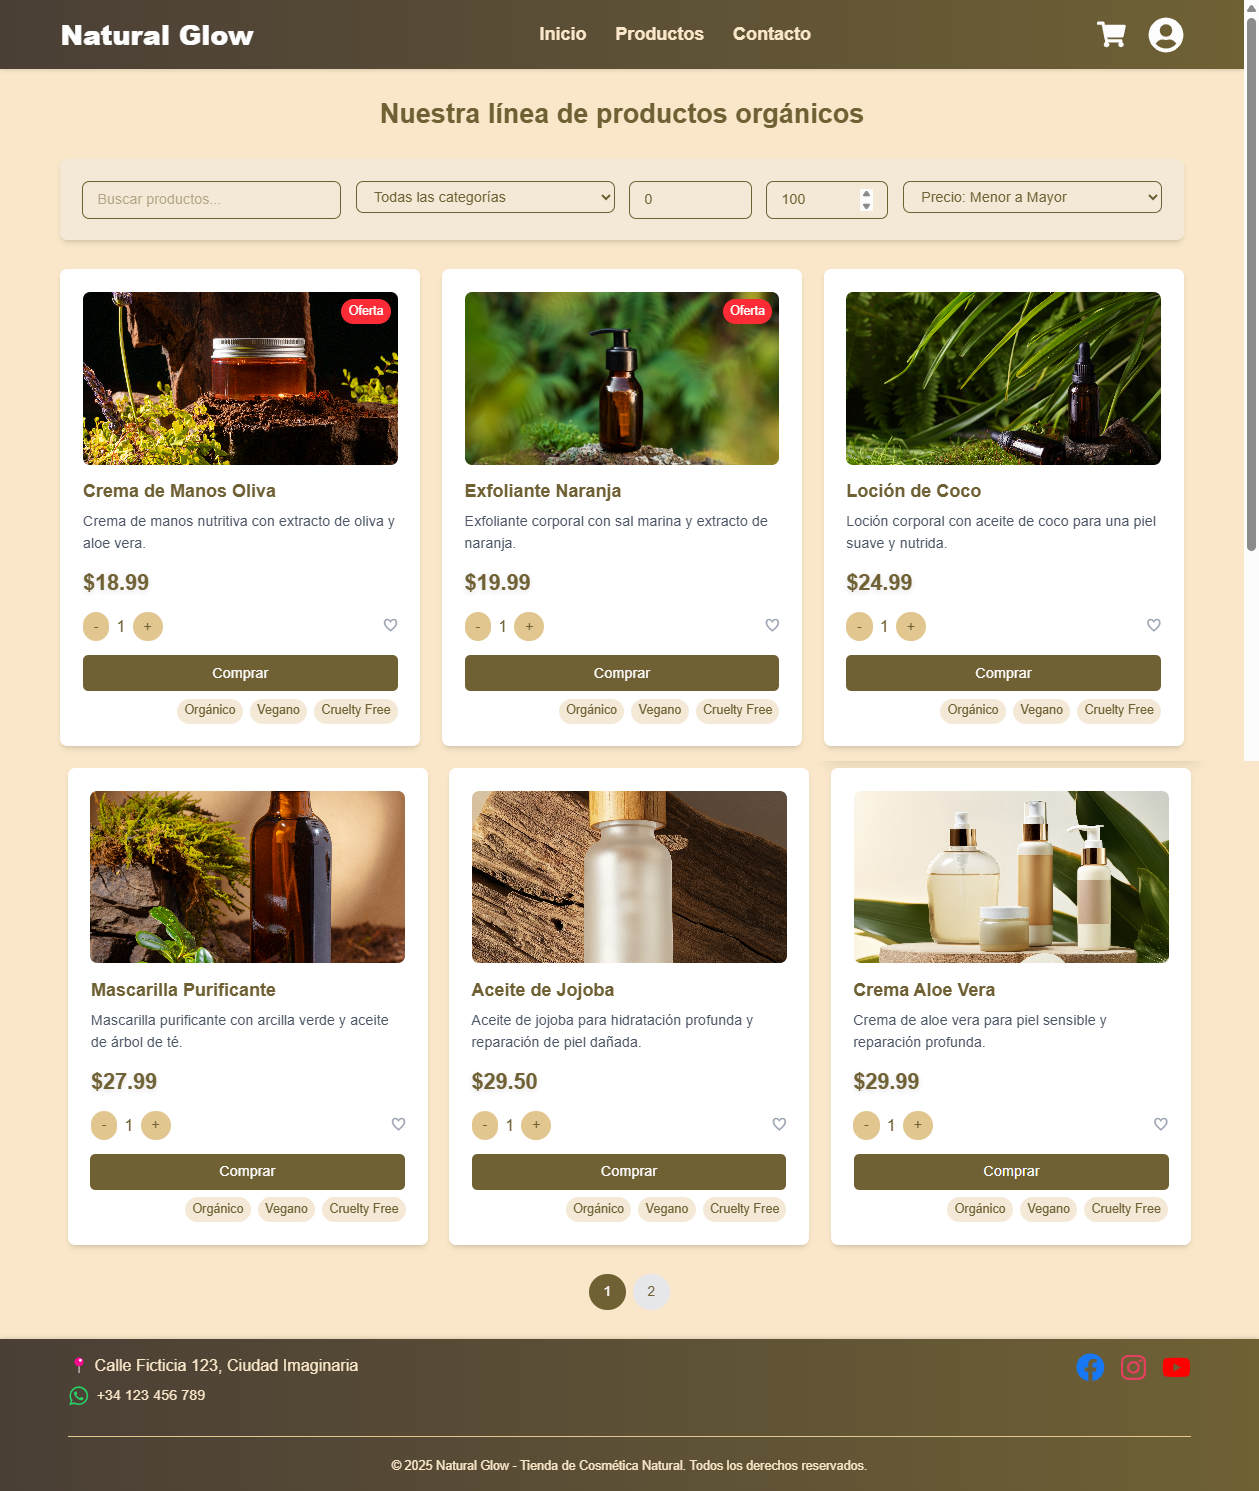 Natural Glow
Inicio Productos Contacto
Nuestra línea de productos orgánicos
Buscar productos... Todas las categorías 0 100 Precio: Menor a Mayor
Oferta Oferta
Crema de Manos Oliva
Crema de manos nutritiva con extracto de oliva y
aloe vera.
$18.99
- 1 +
Comprar
Orgánico Vegano Cruelty Free
Exfoliante Naranja
Exfoliante corporal con sal marina y extracto de
naranja.
$19.99
- 1 +
Comprar
Orgánico Vegano Cruelty Free
Loción de Coco
Loción corporal con aceite de coco para una piel
suave y nutrida.
$24.99
- 1 +
Comprar
Orgánico Vegano Cruelty Free
Mascarilla Purificante
Mascarilla purificante con arcilla verde y aceite
de árbol de té.
$27.99
- 1 +
Comprar
Orgánico Vegano Cruelty Free
Aceite de Jojoba
Aceite de jojoba para hidratación profunda y
reparación de piel dañada.
$29.50
- 1 +
Comprar
Orgánico Vegano Cruelty Free
Crema Aloe Vera
Crema de aloe vera para piel sensible y
reparación profunda.
$29.99
- 1 +
Comprar
Orgánico Vegano Cruelty Free
1 2
Calle Ficticia 123, Ciudad Imaginaria
+34 123 456 789
© 2025 Natural Glow - Tienda de Cosmética Natural. Todos los derechos reservados.